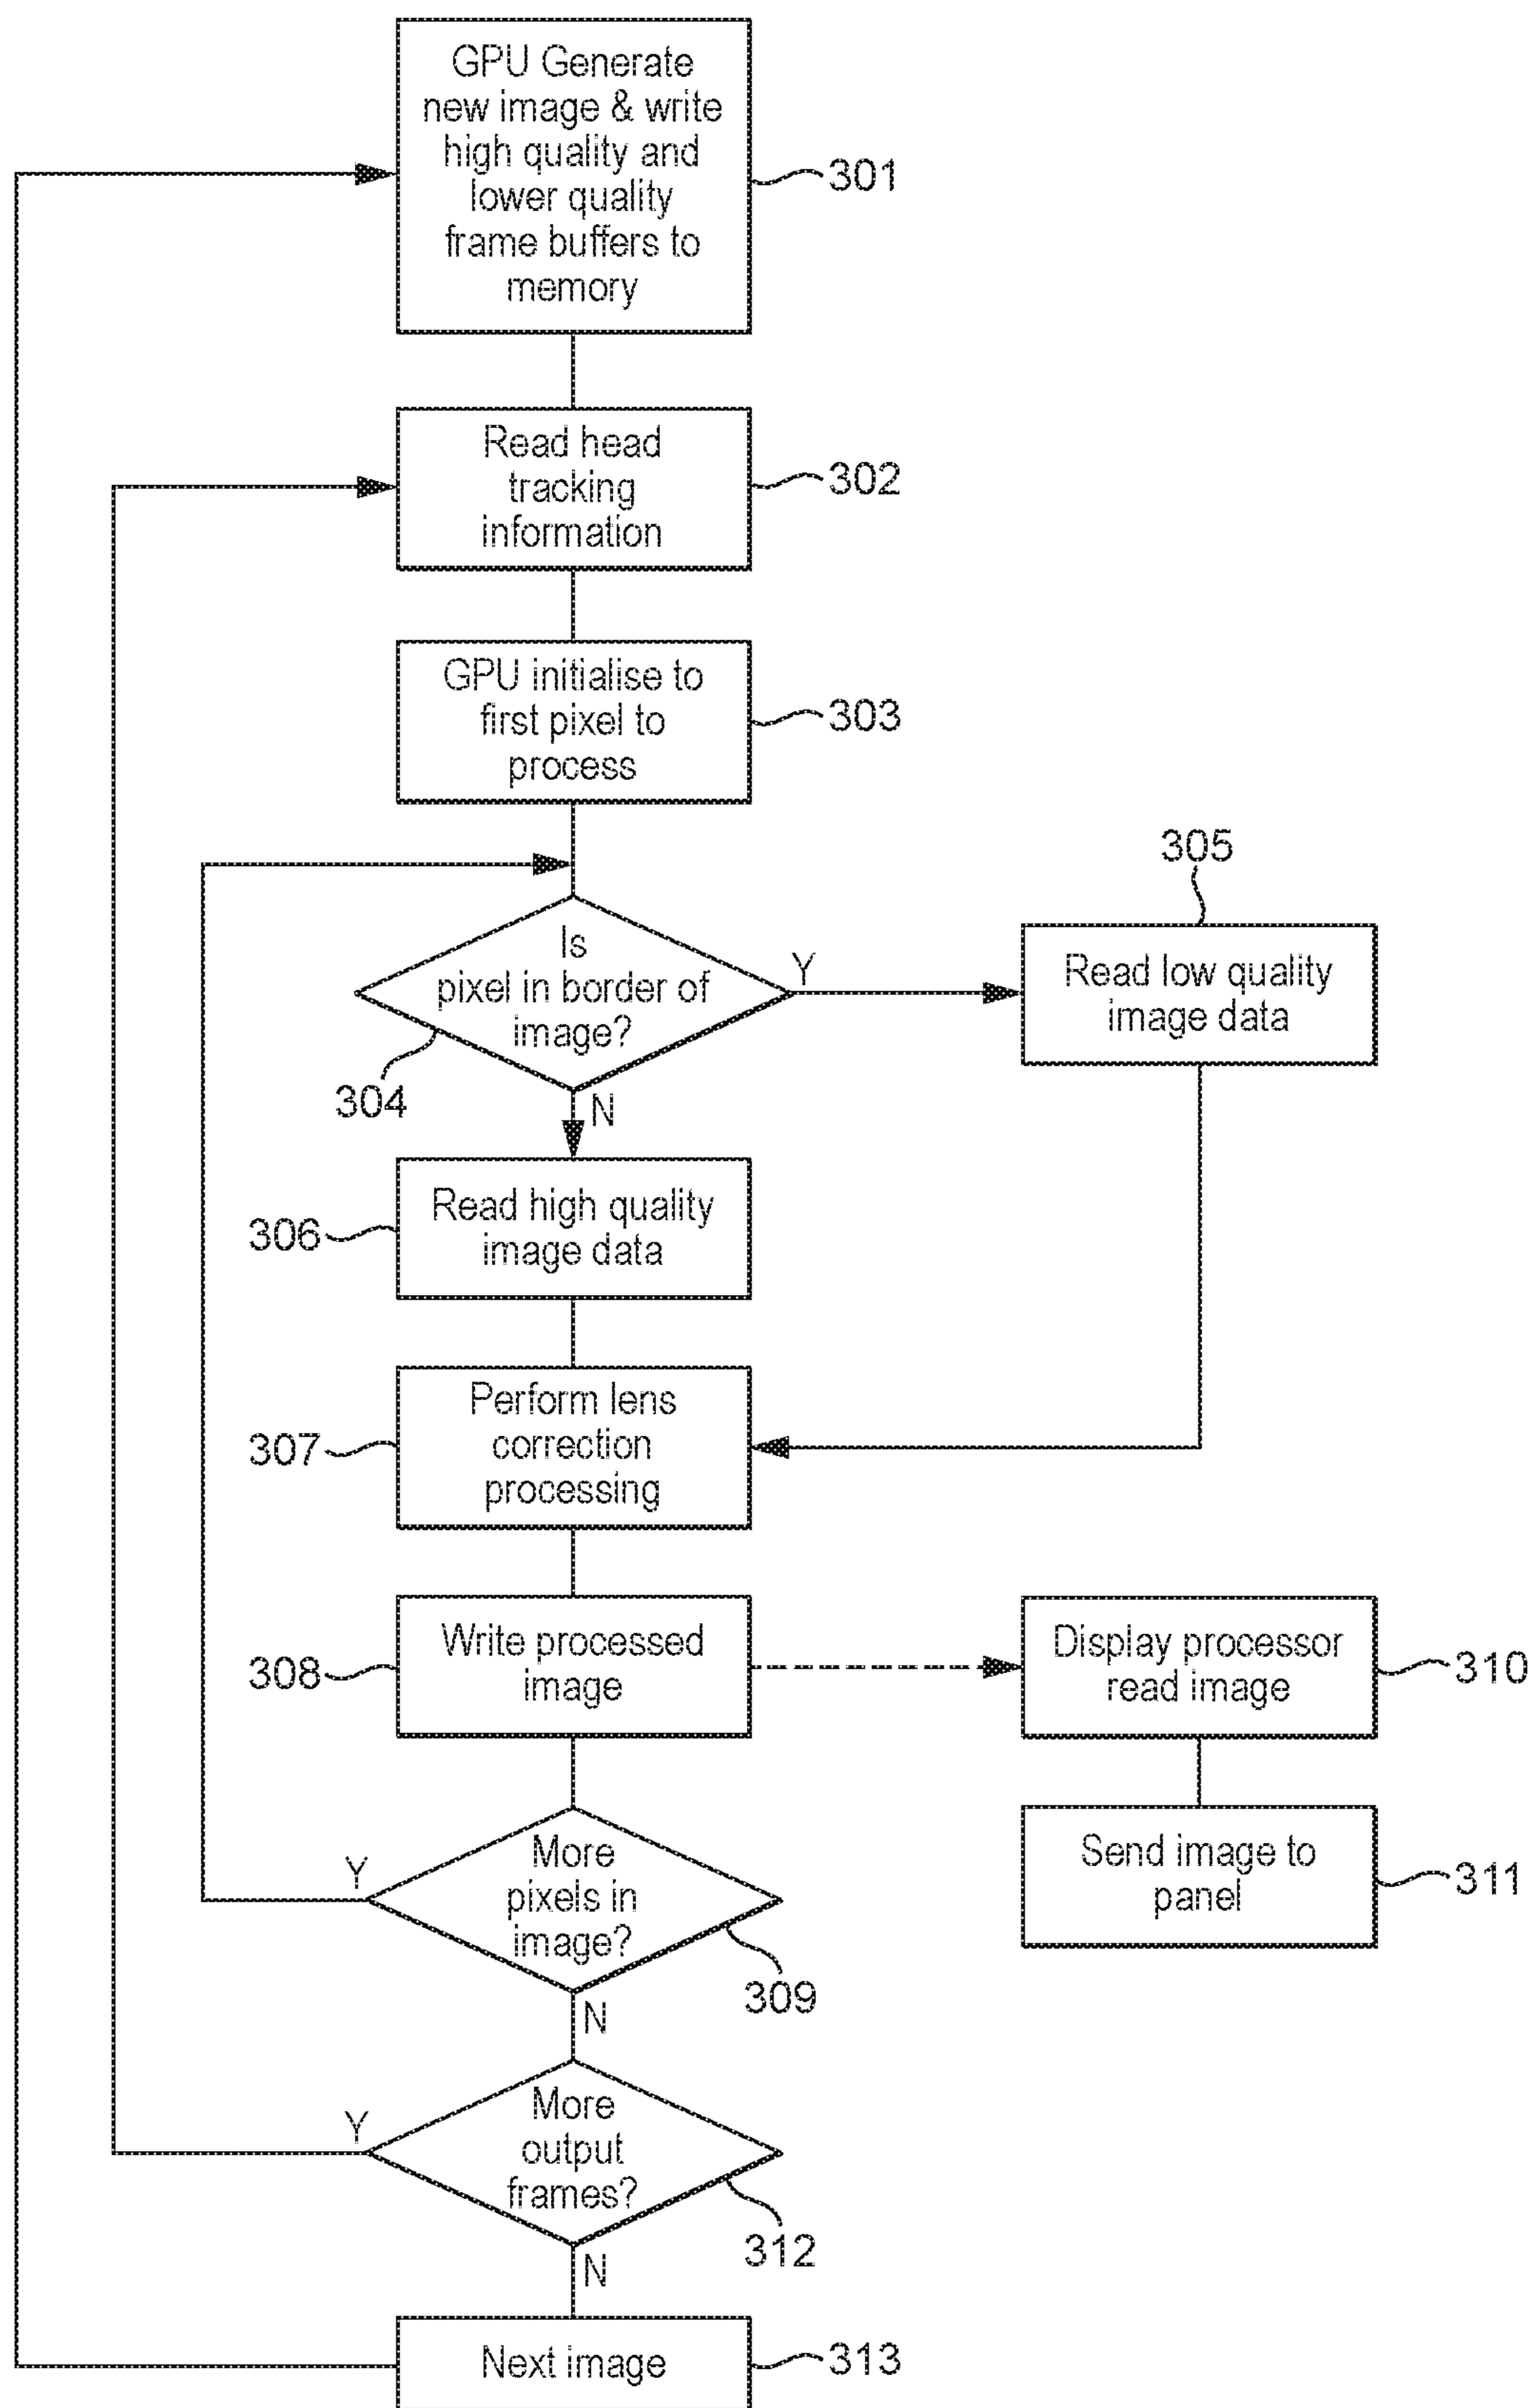 GPU Generate
new image & write
high quality and
lower quality
frame buffers to
memory
301
Read head
tracking
information
302
GPU initialise to
first pixel to
process
303
Is
pixel in border of
image?
304
Y
N
305
Read low quality
image data
Read high quality
image data
306
Perform lens
correction
processing
307
Write processed
image
308
Display processor
read image
310
Send image to
panel
311
More
pixels in
image?
Y
309
N
More
output
frames?
Y
312
N
Next image
313